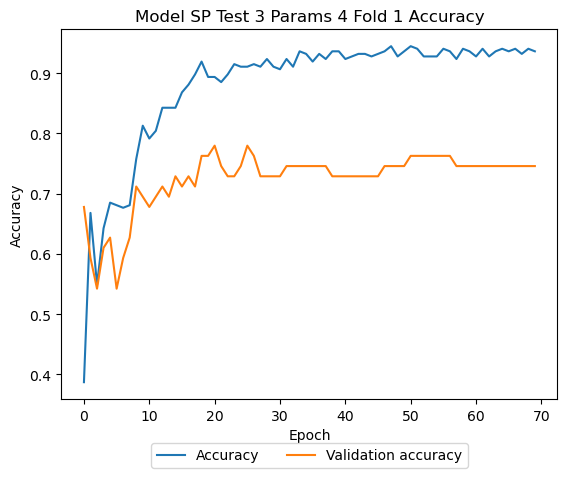 Model SP Test 3 Params 4 Fold 1 Accuracy
Accuracy
0.9
0.8
0.7
0.6
0.5
0.4
0 10 20 30 40 50 60 70
Epoch
Accuracy Validation accuracy